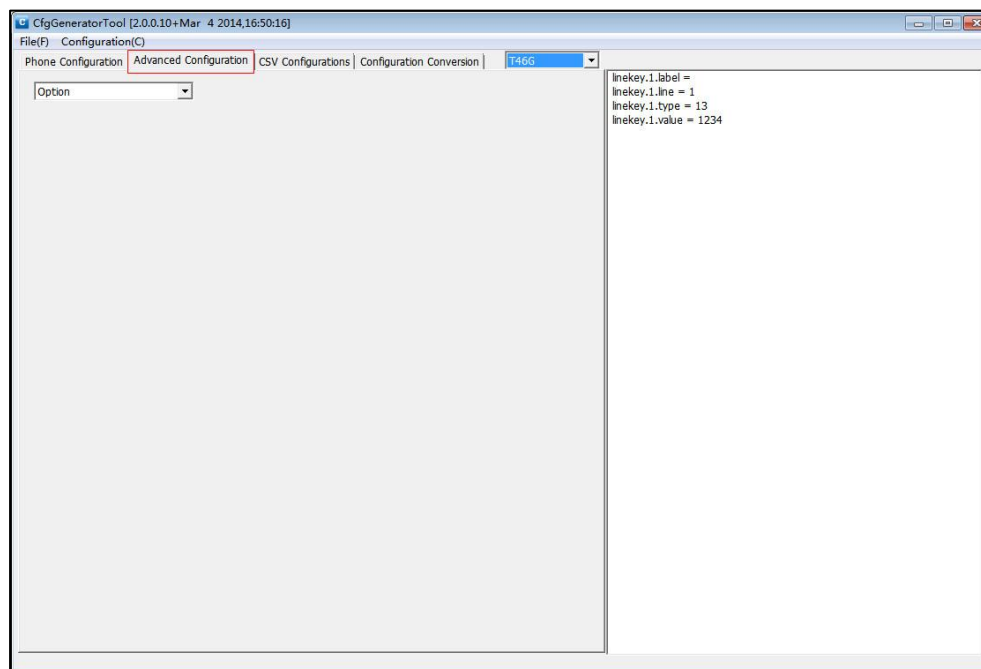 CfgGeneratorTool [2.0.0.10+Mar  4 2014,16:50:16]
File(F) Configuration(C)
Phone Configuration Advanced Configuration CSV Configurations Configuration Conversion T46G
Option
linekey.1.label =
linekey.1.line = 1
linekey.1.type = 13
linekey.1.value = 1234